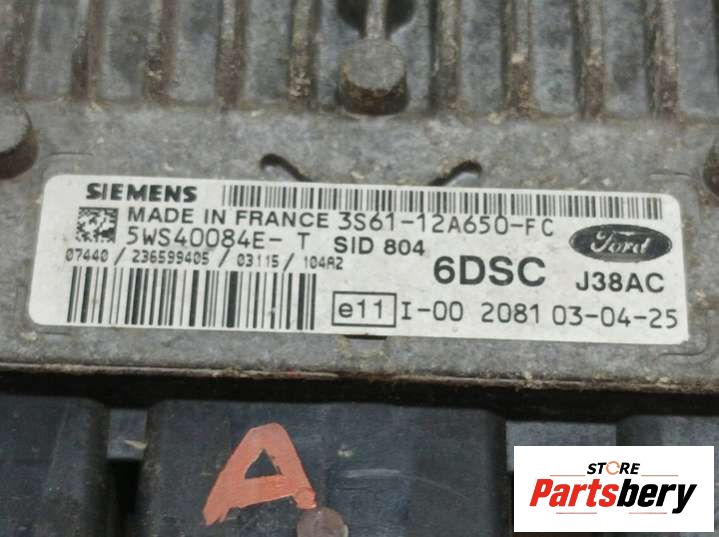 SIEMENS
MADE IN FRANCE 3S61-12A650-FC
5WS40084E- T SID 804
Ford
07440 / 236599405 / 03115 / 104A2
6DSC J38AC
e11 I-00 2081 03-04-25
A
STORE
Partsbery